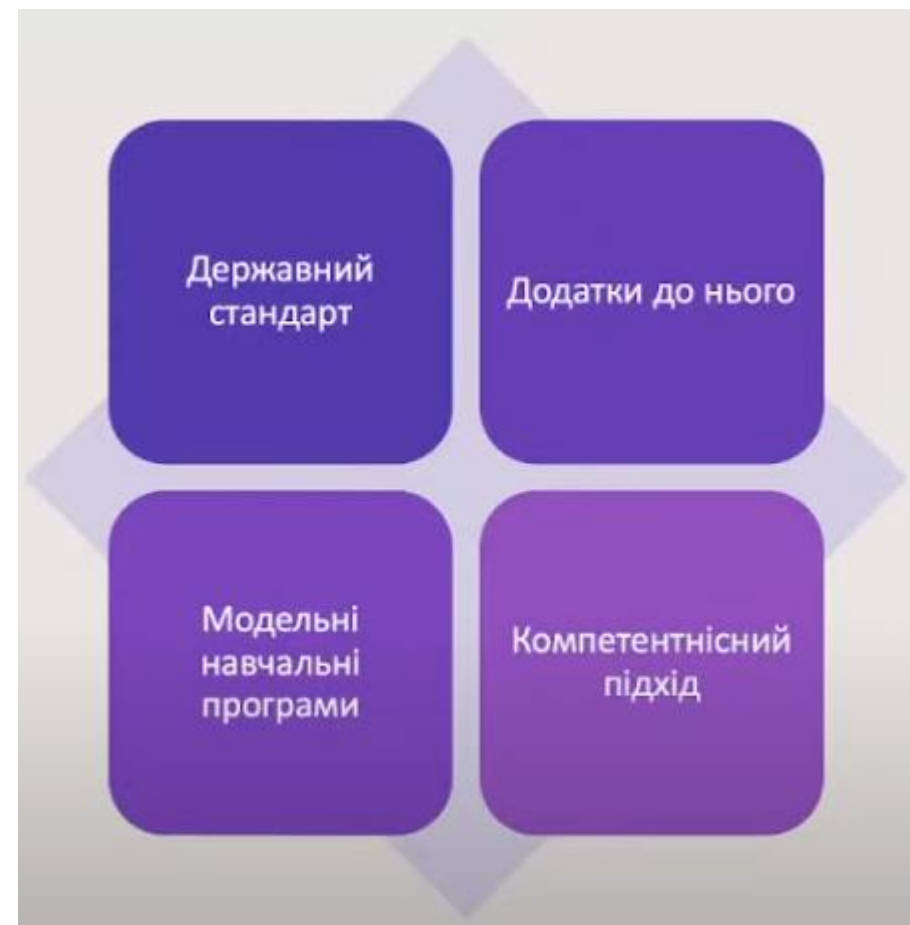 Державний
стандарт
Додатки до нього
Модельні
навчальні
програми
Компетентнісний
підхід